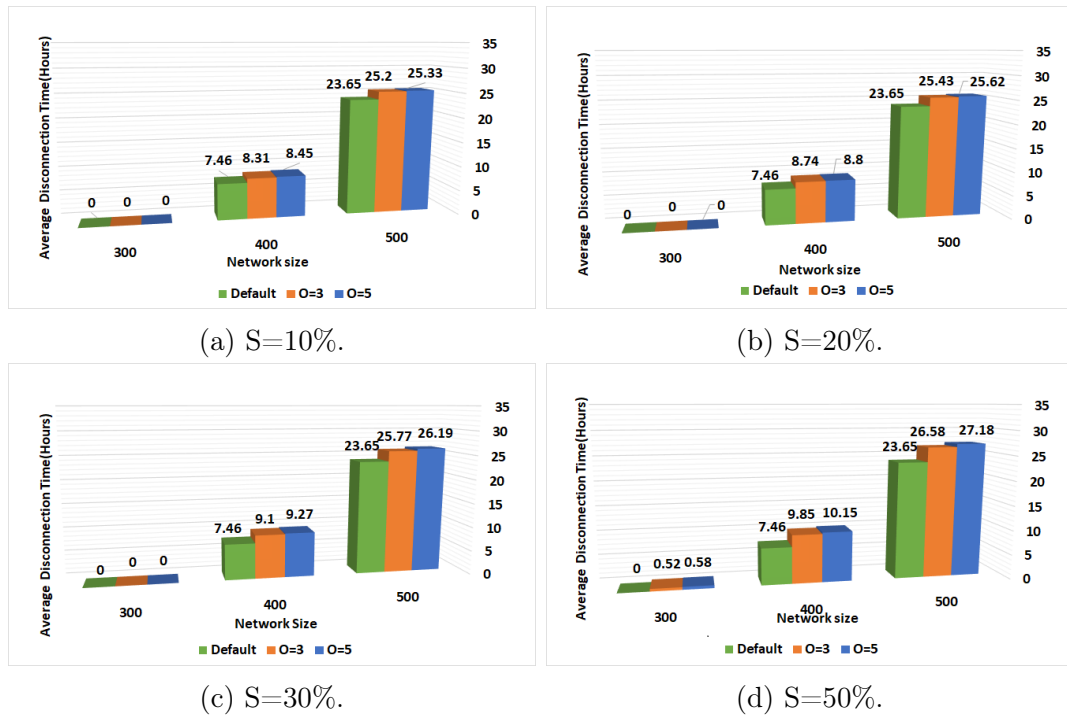 Average Disconnection Time(Hours)
35
30
25
20
15
10
5
0
23.65 25.2 25.33
7.46 8.31 8.45
0 0 0
300 400 500
Network size
Default O=3 O=5
(a) S=10%.
Average Disconnection Time(Hours)
35
30
25
20
15
10
5
0
23.65 25.43 25.62
7.46 8.74 8.8
0 0 0
300 400 500
Network size
Default O=3 O=5
(b) S=20%.
Average Disconnection Time(Hours)
35
30
25
20
15
10
5
0
23.65 25.77 26.19
7.46 9.1 9.27
0 0 0
300 400 500
Network Size
Default O=3 O=5
(c) S=30%.
Average Disconnection Time(Hours)
35
30
25
20
15
10
5
0
23.65 26.58 27.18
7.46 9.85 10.15
0 0.52 0.58
300 400 500
Network size
Default O=3 O=5
(d) S=50%.